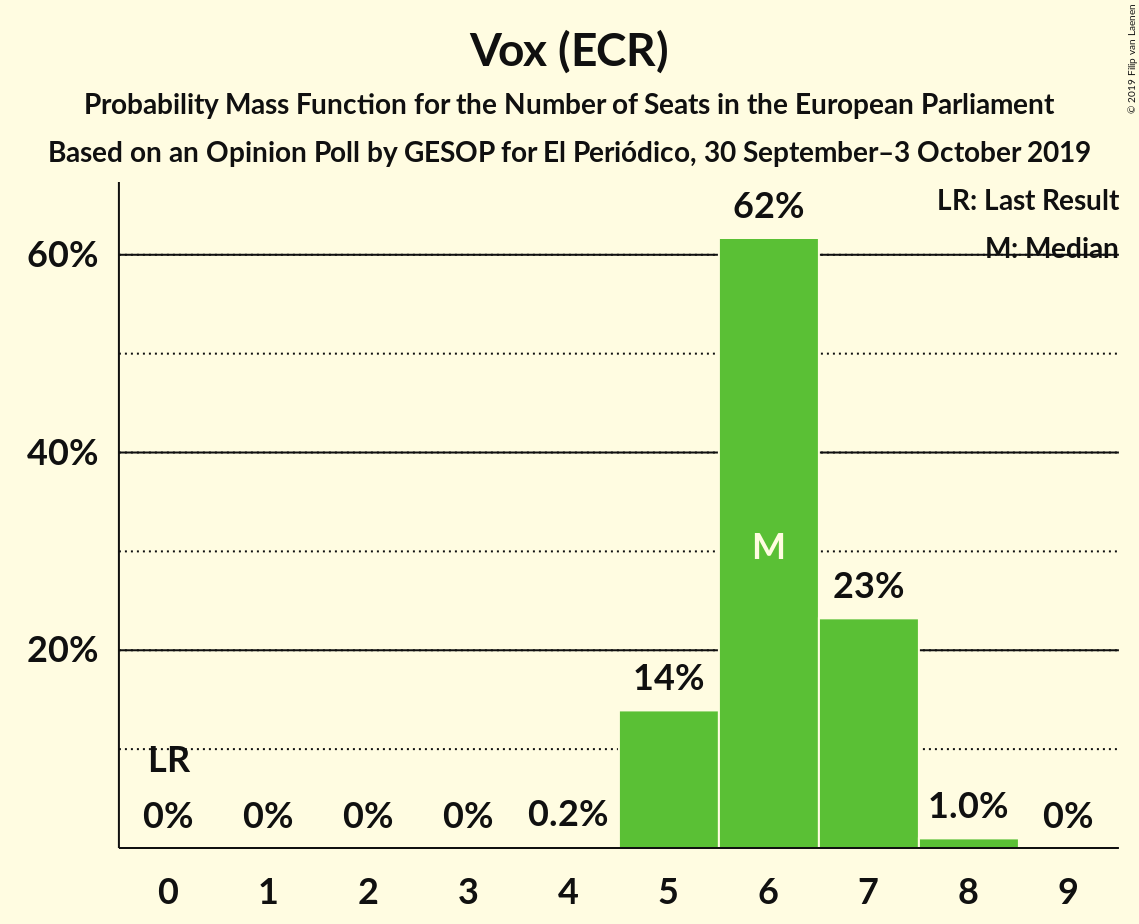 Vox (ECR)
Probability Mass Function for the Number of Seats in the European Parliament
Based on an Opinion Poll by GESOP for El Periódico, 30 September–3 October 2019
© 2019 Filip van Laenen
LR: Last Result
M: Median
60%
40%
20%
LR
0%
0%
0%
0%
0.2%
14%
62%
M
23%
1.0%
0%
0 1 2 3 4 5 6 7 8 9